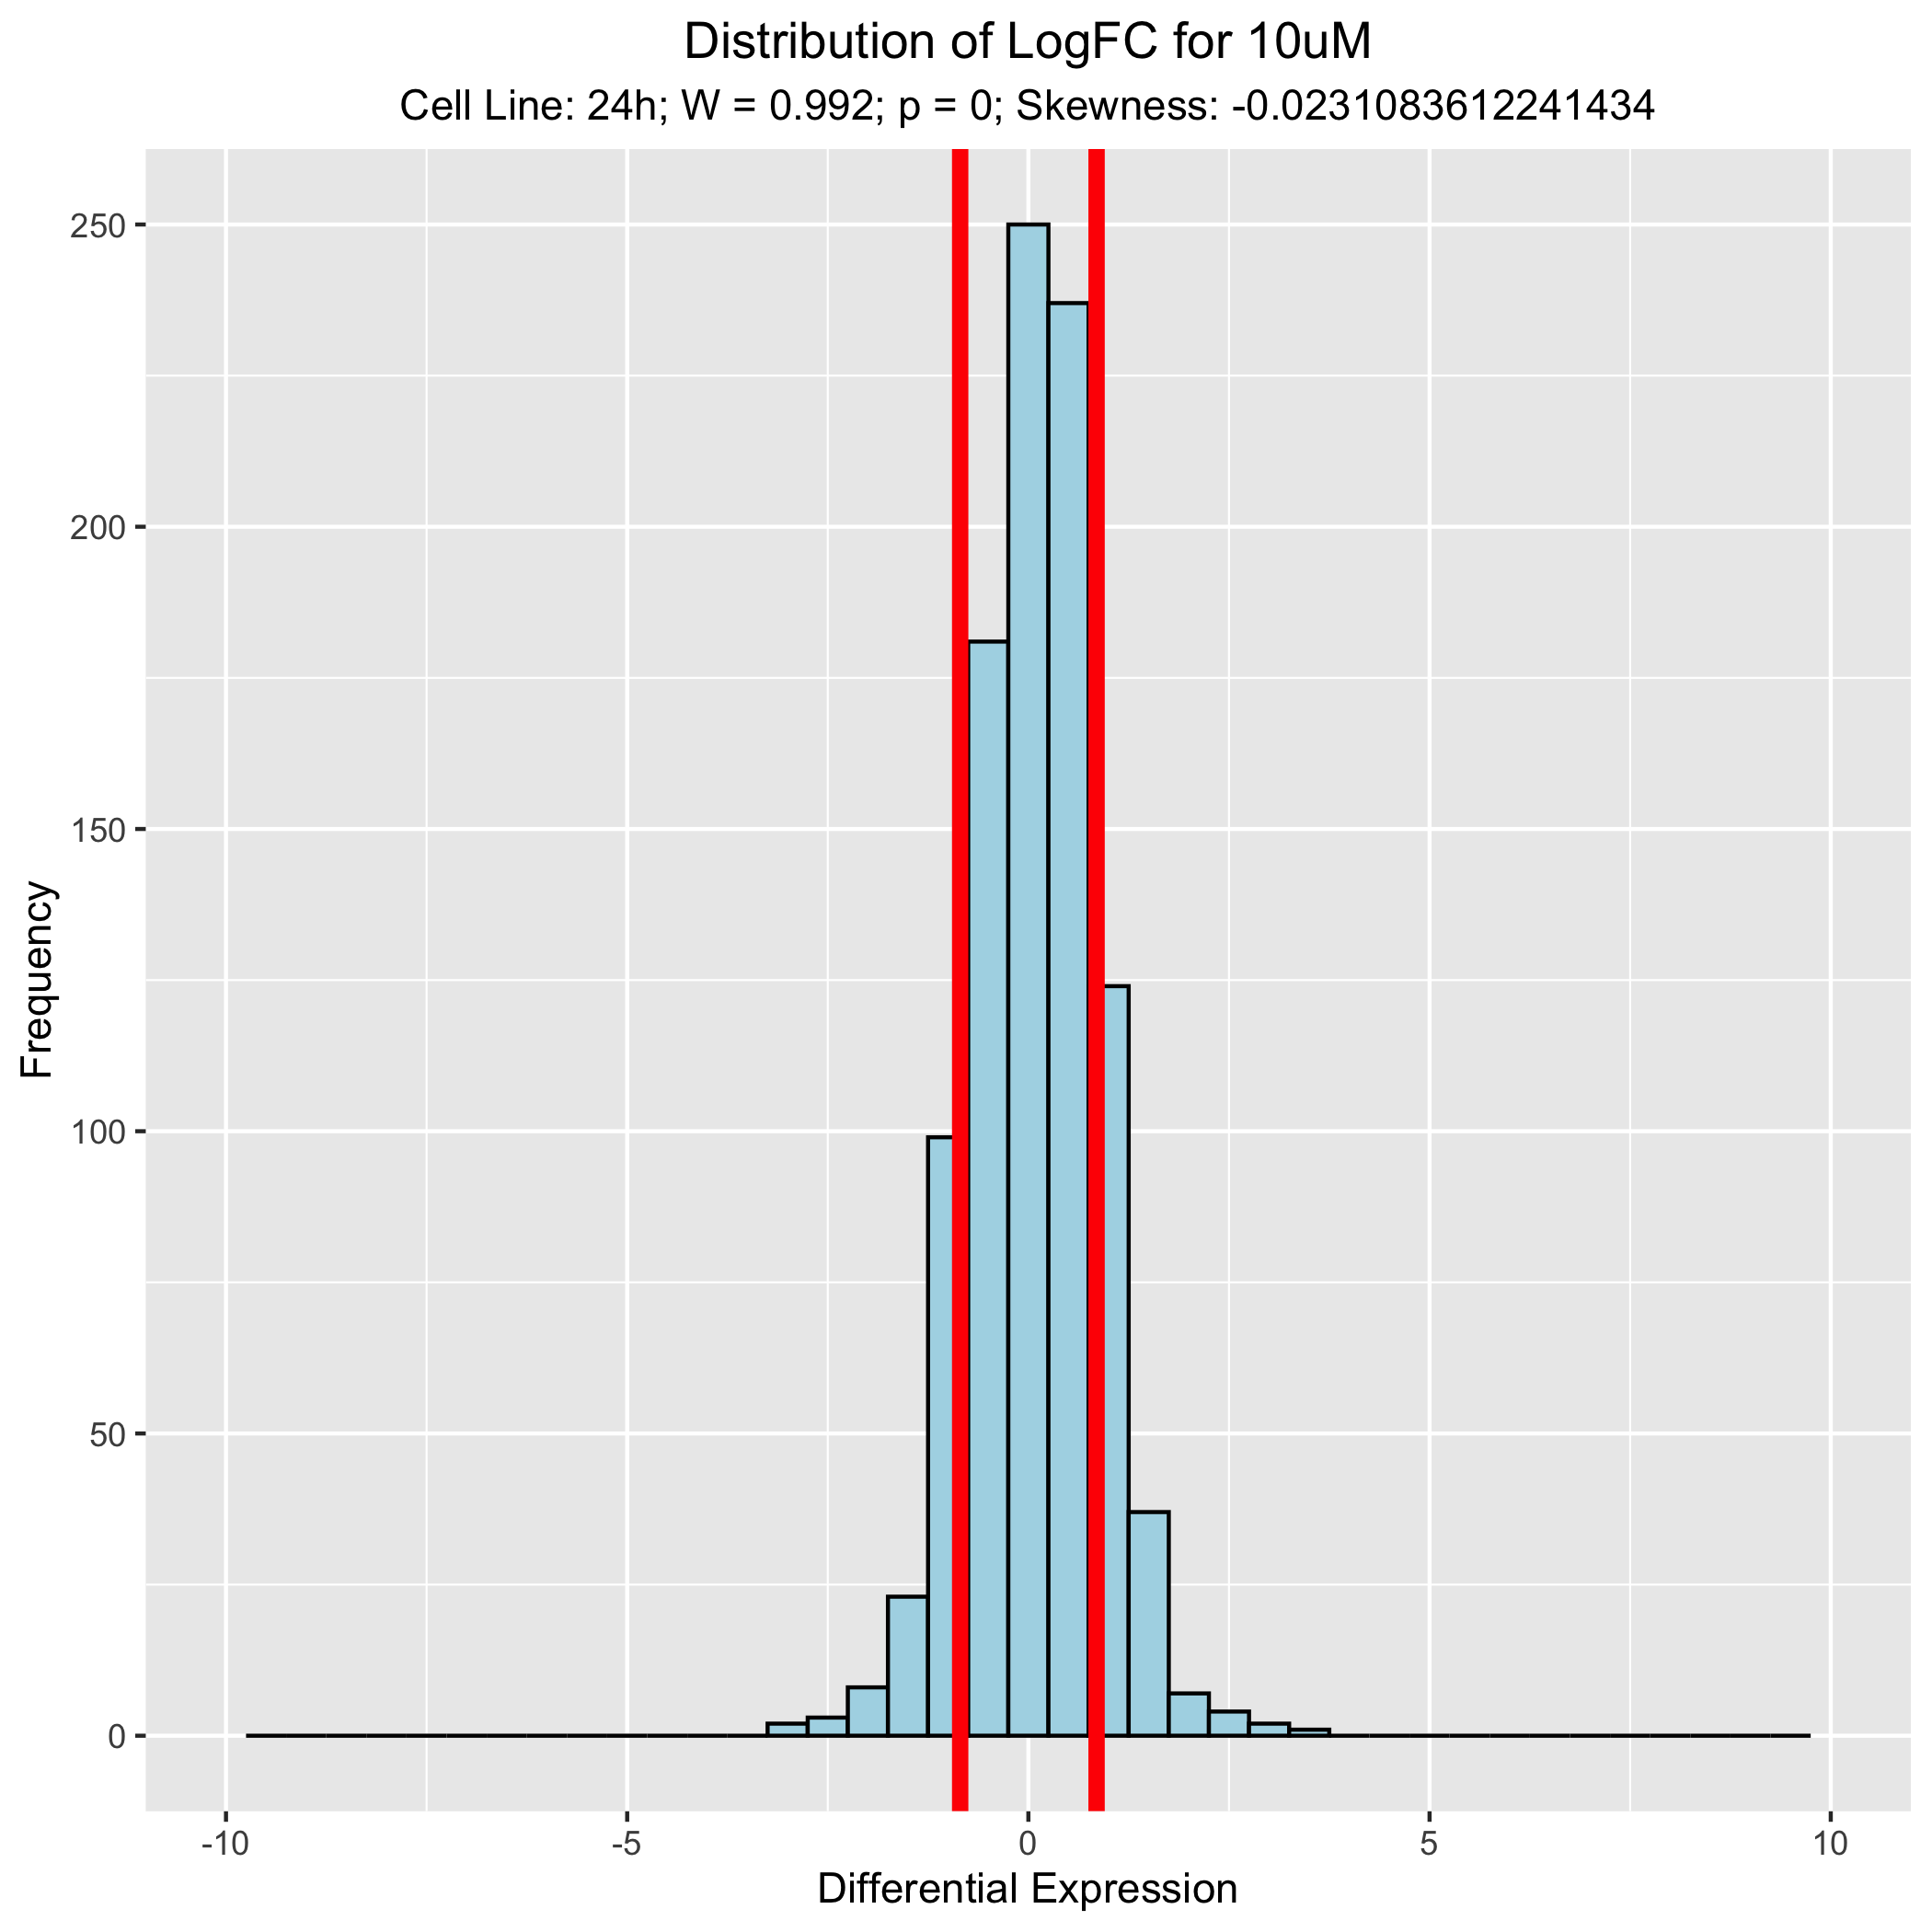 Distribution of LogFC for 10uM
Cell Line: 24h; W = 0.992; p = 0; Skewness: -0.0231083612241434
250
200
150
100
50
0
Frequency
-10
-5
0
5
10
Differential Expression